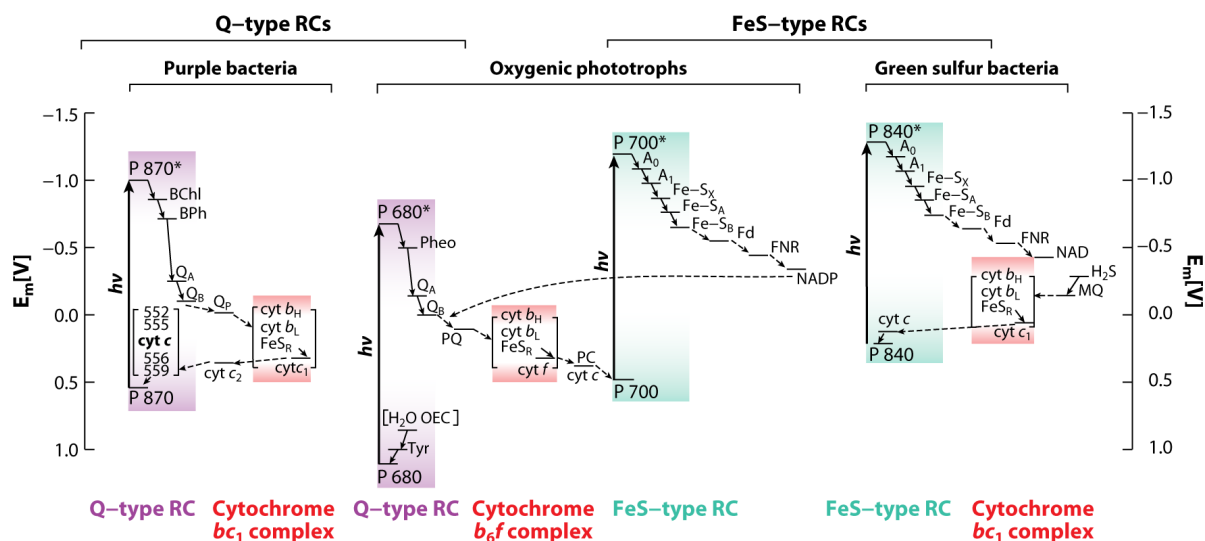 Q–type RCs
FeS–type RCs
Purple bacteria
Oxygenic phototrophs
Green sulfur bacteria
Em[V]
–1.5
–1.0
–0.5
0.0
0.5
1.0
P 870*
BChl
BPh
hv
QA
QB
QP
552
555
cyt c
556
559
P 870
cyt c2
cyt bH
cyt bL
FeSR
cytc1
P 680*
Pheo
hv
QA
QB
PQ
[H2O OEC]
Tyr
P 680
cyt bH
cyt bL
FeSR
cyt f
PC
cyt c
P 700*
A0
A1
Fe–SX
Fe–SA
Fe–SB
Fd
FNR
NADP
hv
P 700
P 840*
A0
A1
Fe–SX
Fe–SA
Fe–SB
Fd
FNR
NAD
hv
cyt bH
cyt bL
FeSR
cyt c1
H2S
MQ
cyt c
P 840
–1.5
–1.0
–0.5
0.0
0.5
1.0
Em[V]
Q–type RC
Cytochrome
bc1 complex
Q–type RC
Cytochrome
b6f complex
FeS–type RC
FeS–type RC
Cytochrome
bc1 complex